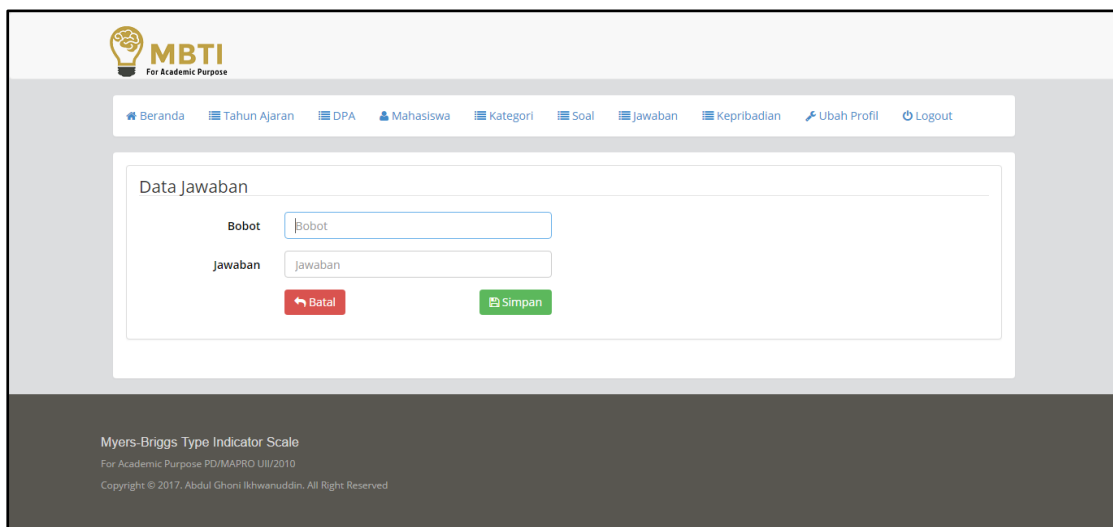 MBTI
For Academic Purpose
Beranda Tahun Ajaran DPA Mahasiswa Kategori Soal Jawaban Kepribadian Ubah Profil Logout
Data Jawaban
Bobot Bobot
Jawaban Jawaban
Batal Simpan
Myers-Briggs Type Indicator Scale
For Academic Purpose PD/MAPRO UII/2010
Copyright © 2017. Abdul Ghoni Ikhwanuddin. All Right Reserved